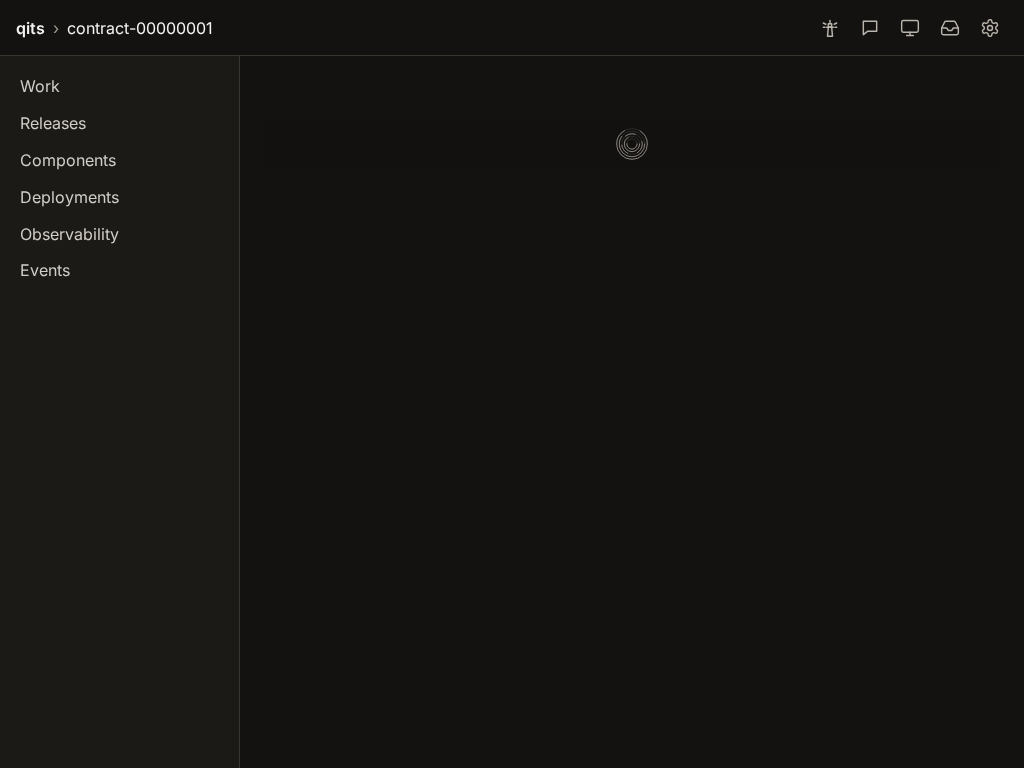 qits › contract-00000001
Work
Releases
Components
Deployments
Observability
Events